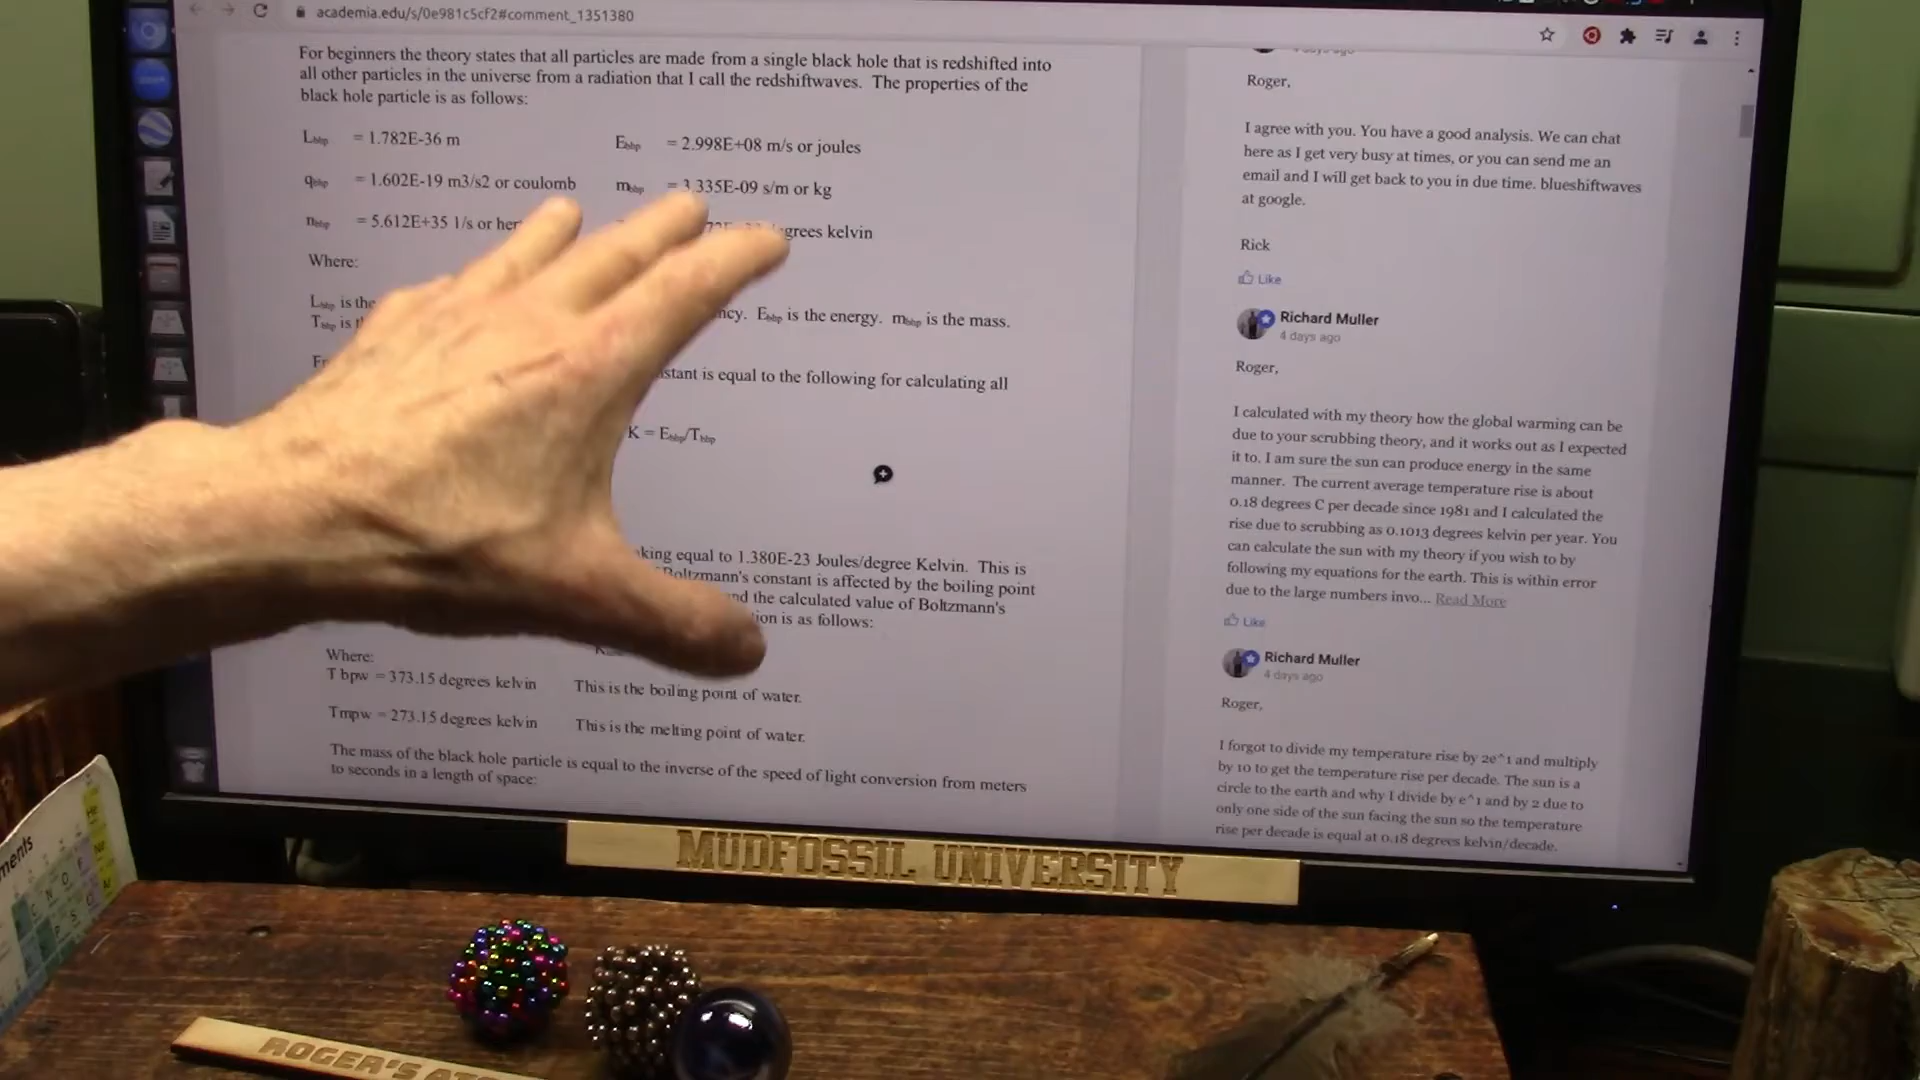 academia.edu/s/0e981c5cf2#comment_1351380
For beginners the theory states that all particles are made from a single black hole that is redshifted into
all other particles in the universe from a radiation that I call the redshiftwaves. The properties of the
black hole particle is as follows:
Lbhp = 1.782E-36 m
Ebhp = 2.998E+08 m/s or joules
qbhp = 1.602E-19 m3/s2 or coulomb
mbhp = 3.335E-09 s/m or kg
nbhp = 5.612E+35 1/s or her
grees kelvin
Where:
Lbhp is the
ncy. Ebhp is the energy. mbhp is the mass.
Tbhp is t
Fr
stant is equal to the following for calculating all
K = Ebhp/Tbhp
king equal to 1.380E-23 Joules/degree Kelvin. This is
Boltzmann's constant is affected by the boiling point
nd the calculated value of Boltzmann's
ion is as follows:
Where:
T bpw = 373.15 degrees kelvin This is the boiling point of water.
Tmpw = 273.15 degrees kelvin This is the melting point of water.
The mass of the black hole particle is equal to the inverse of the speed of light conversion from meters
to seconds in a length of space:
Roger,
I agree with you. You have a good analysis. We can chat
here as I get very busy at times, or you can send me an
email and I will get back to you in due time. blueshiftwaves
at google.
Rick
Like
Richard Muller
4 days ago
Roger,
I calculated with my theory how the global warming can be
due to your scrubbing theory, and it works out as I expected
it to. I am sure the sun can produce energy in the same
manner. The current average temperature rise is about
0.18 degrees C per decade since 1981 and I calculated the
rise due to scrubbing as 0.1013 degrees kelvin per year. You
can calculate the sun with my theory if you wish to by
following my equations for the earth. This is within error
due to the large numbers invo... Read More
Like
Richard Muller
4 days ago
Roger,
I forgot to divide my temperature rise by 2e^1 and multiply
by 10 to get the temperature rise per decade. The sun is a
circle to the earth and why I divide by e^1 and by 2 due to
only one side of the sun facing the sun so the temperature
rise per decade is equal at 0.18 degrees kelvin/decade.
MUDFOSSIL UNIVERSITY
ments
He
Ne
Ar
N O F
P S
ROGER'S